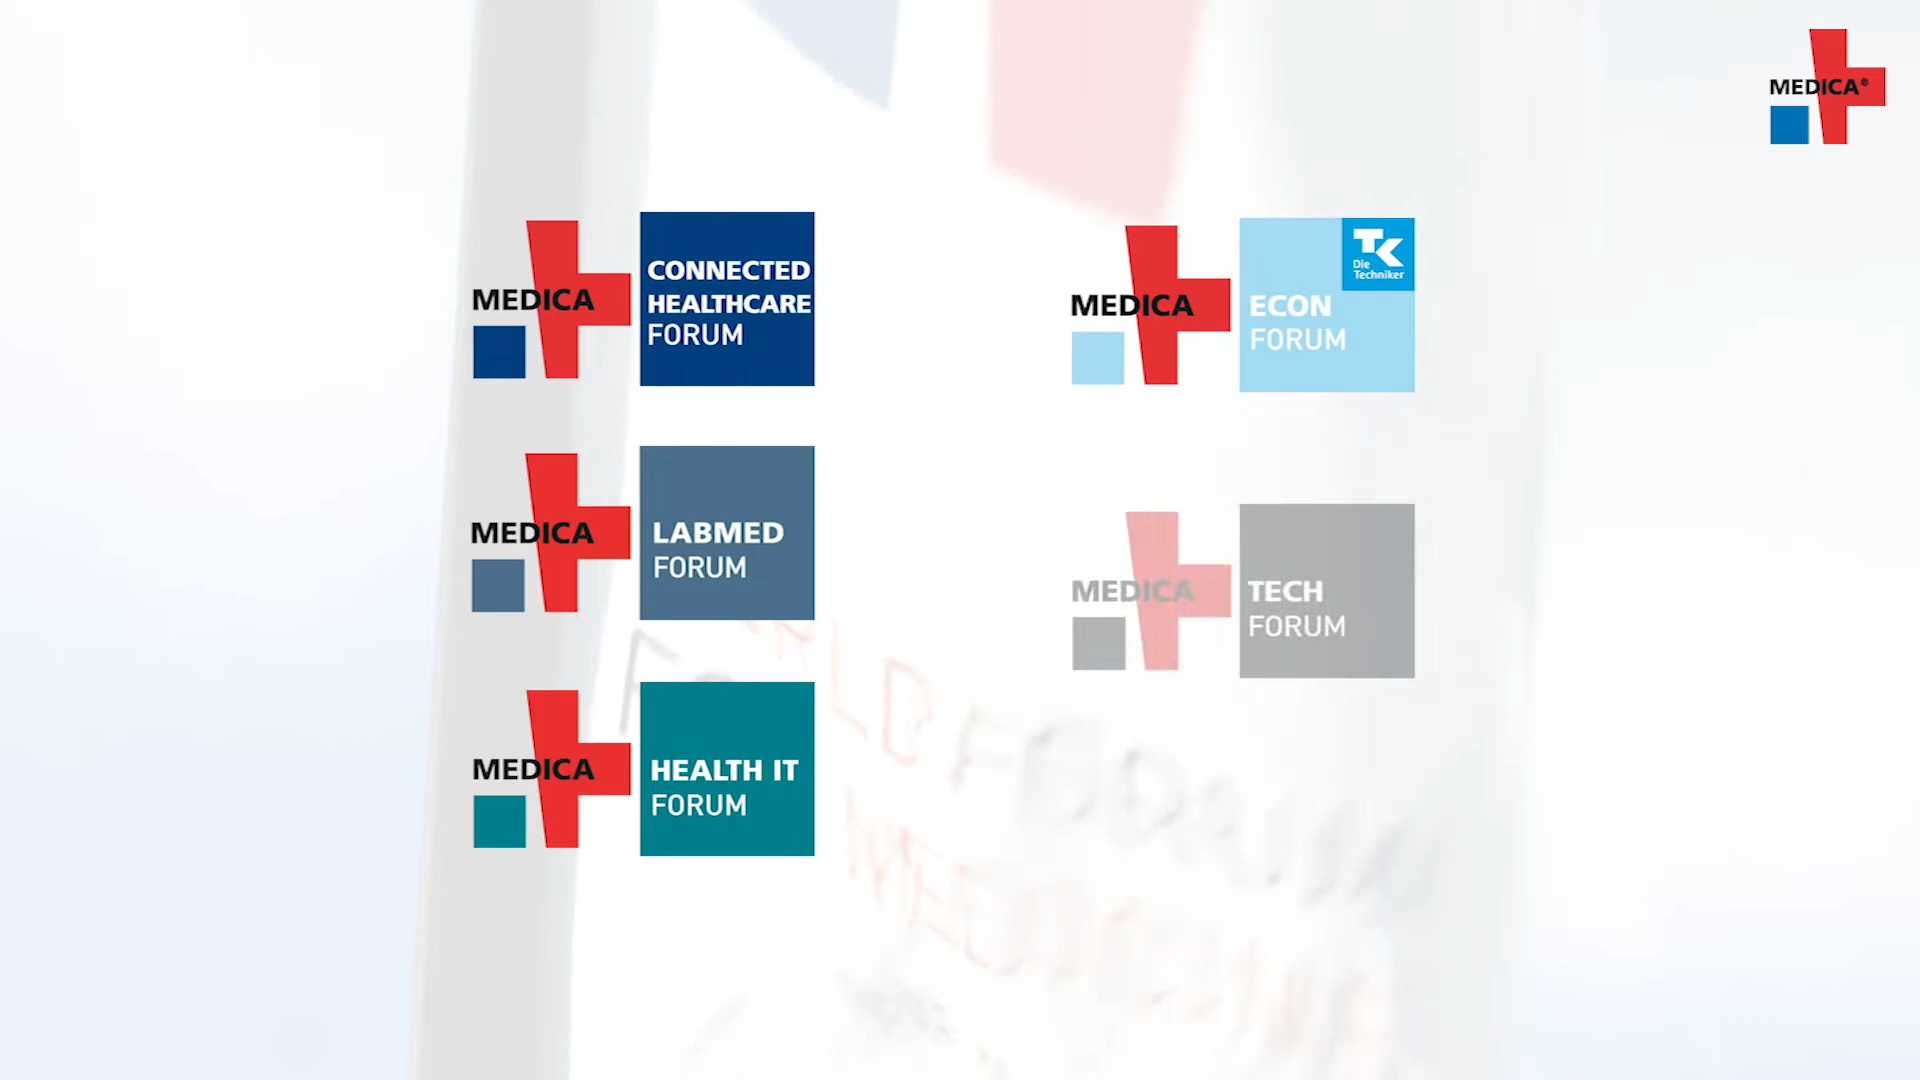 MEDICA®
MEDICA
CONNECTED
HEALTHCARE
FORUM
MEDICA
TK
Die
Techniker
ECON
FORUM
MEDICA
LABMED
FORUM
MEDICA
TECH
FORUM
MEDICA
HEALTH IT
FORUM